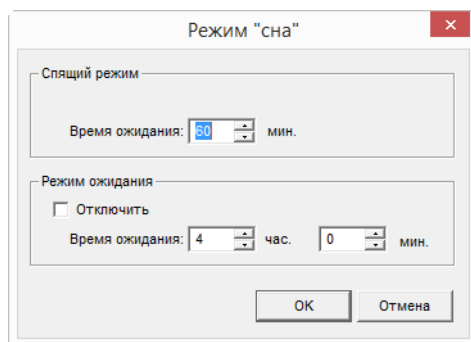 Режим "сна"
Спящий режим
Время ожидания: 60 мин.
Режим ожидания
Отключить
Время ожидания: 4 час. 0 мин.
OK Отмена